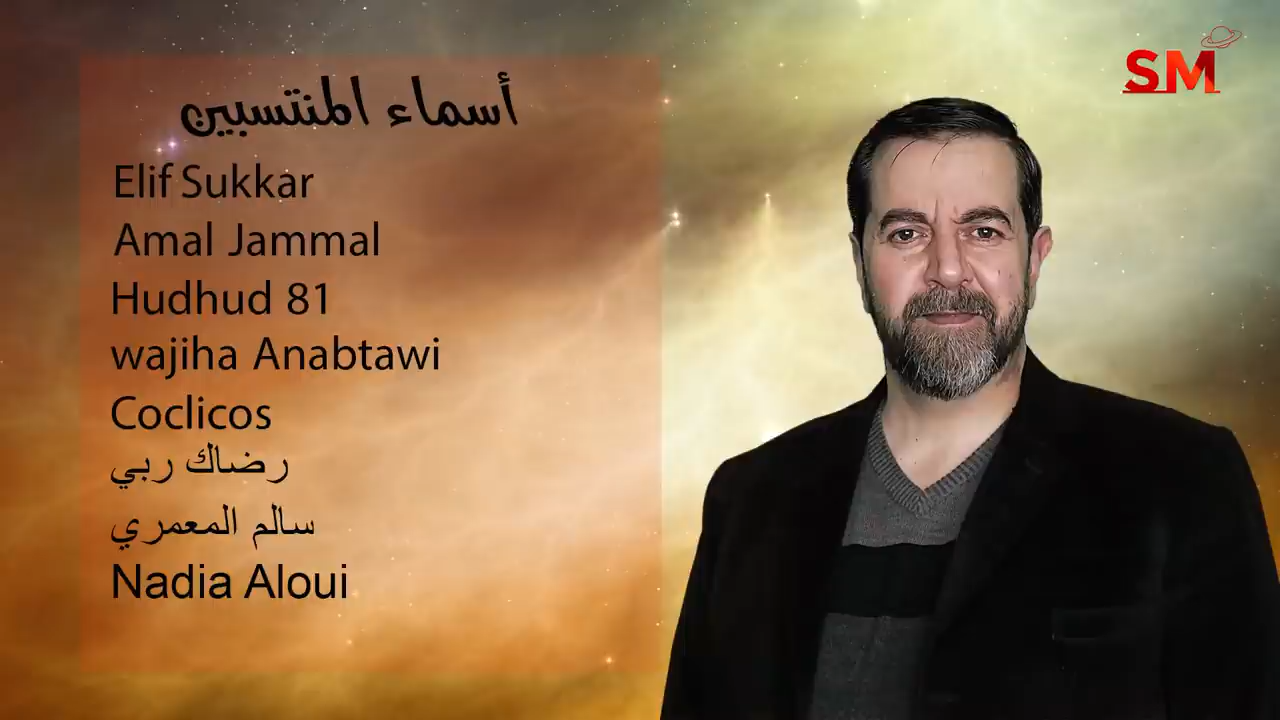 SM
أسماء المنتسبين
Elif Sukkar
Amal Jammal
Hudhud 81
wajiha Anabtawi
Coclicos
رضاك ربي
سالم المعمري
Nadia Aloui